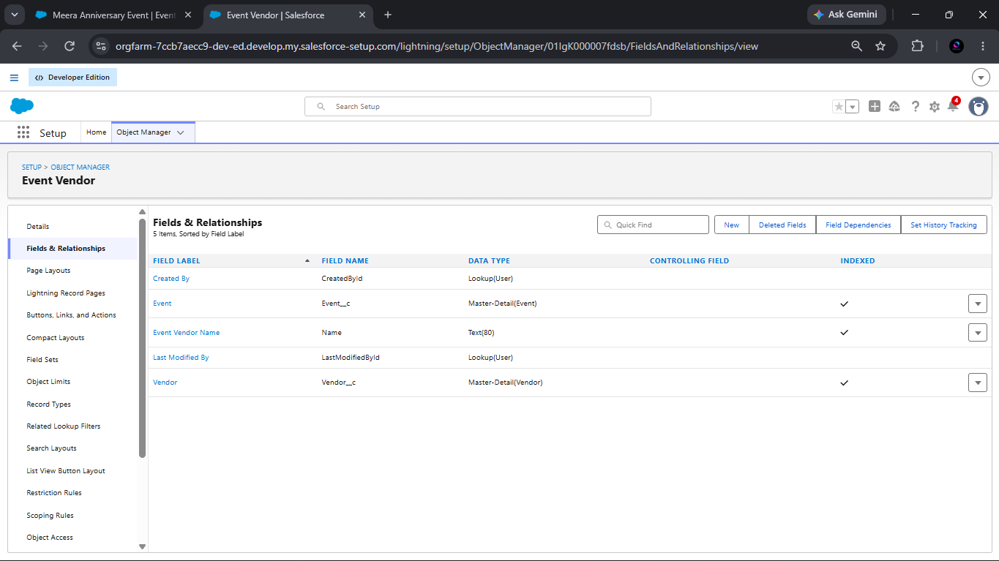 Meera Anniversary Event | Event
Event Vendor | Salesforce
Ask Gemini
orgfarm-7ccb7aecc9-dev-ed.develop.my.salesforce-setup.com/lightning/setup/ObjectManager/01IgK000007fdsb/FieldsAndRelationships/view
Developer Edition
Search Setup
4
Setup
Home
Object Manager
SETUP > OBJECT MANAGER
Event Vendor
Details
Fields & Relationships
Page Layouts
Lightning Record Pages
Buttons, Links, and Actions
Compact Layouts
Field Sets
Object Limits
Record Types
Related Lookup Filters
Search Layouts
List View Button Layout
Restriction Rules
Scoping Rules
Object Access
Fields & Relationships
5 Items, Sorted by Field Label
Quick Find
New
Deleted Fields
Field Dependencies
Set History Tracking
FIELD LABEL FIELD NAME DATA TYPE CONTROLLING FIELD INDEXED
Created By CreatedById Lookup(User)
Event Event__c Master-Detail(Event)
Event Vendor Name Name Text(80)
Last Modified By LastModifiedById Lookup(User)
Vendor Vendor__c Master-Detail(Vendor)